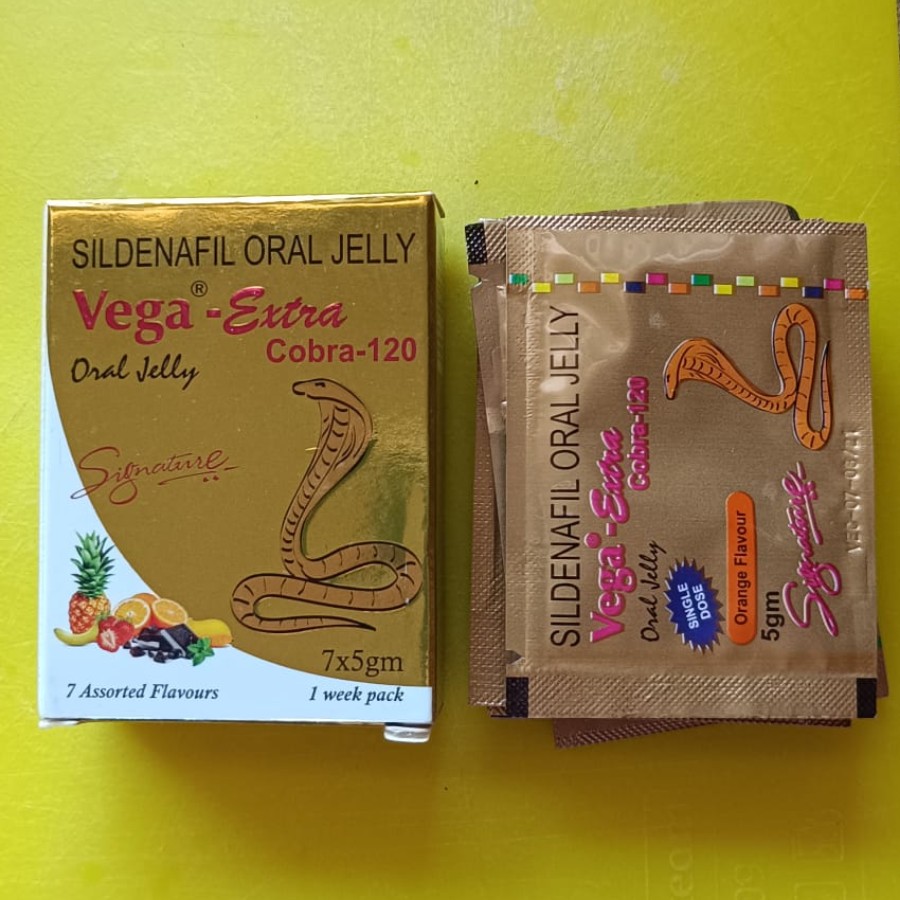 SILDENAFIL ORAL JELLY
Vega® -Extra
Cobra-120
Oral Jelly
Signature
7x5gm
7 Assorted Flavours
1 week pack
SILDENAFIL ORAL JELLY
Vega® -Extra
Cobra-120
Oral Jelly
SINGLE
DOSE
Orange Flavour
5gm
Signature